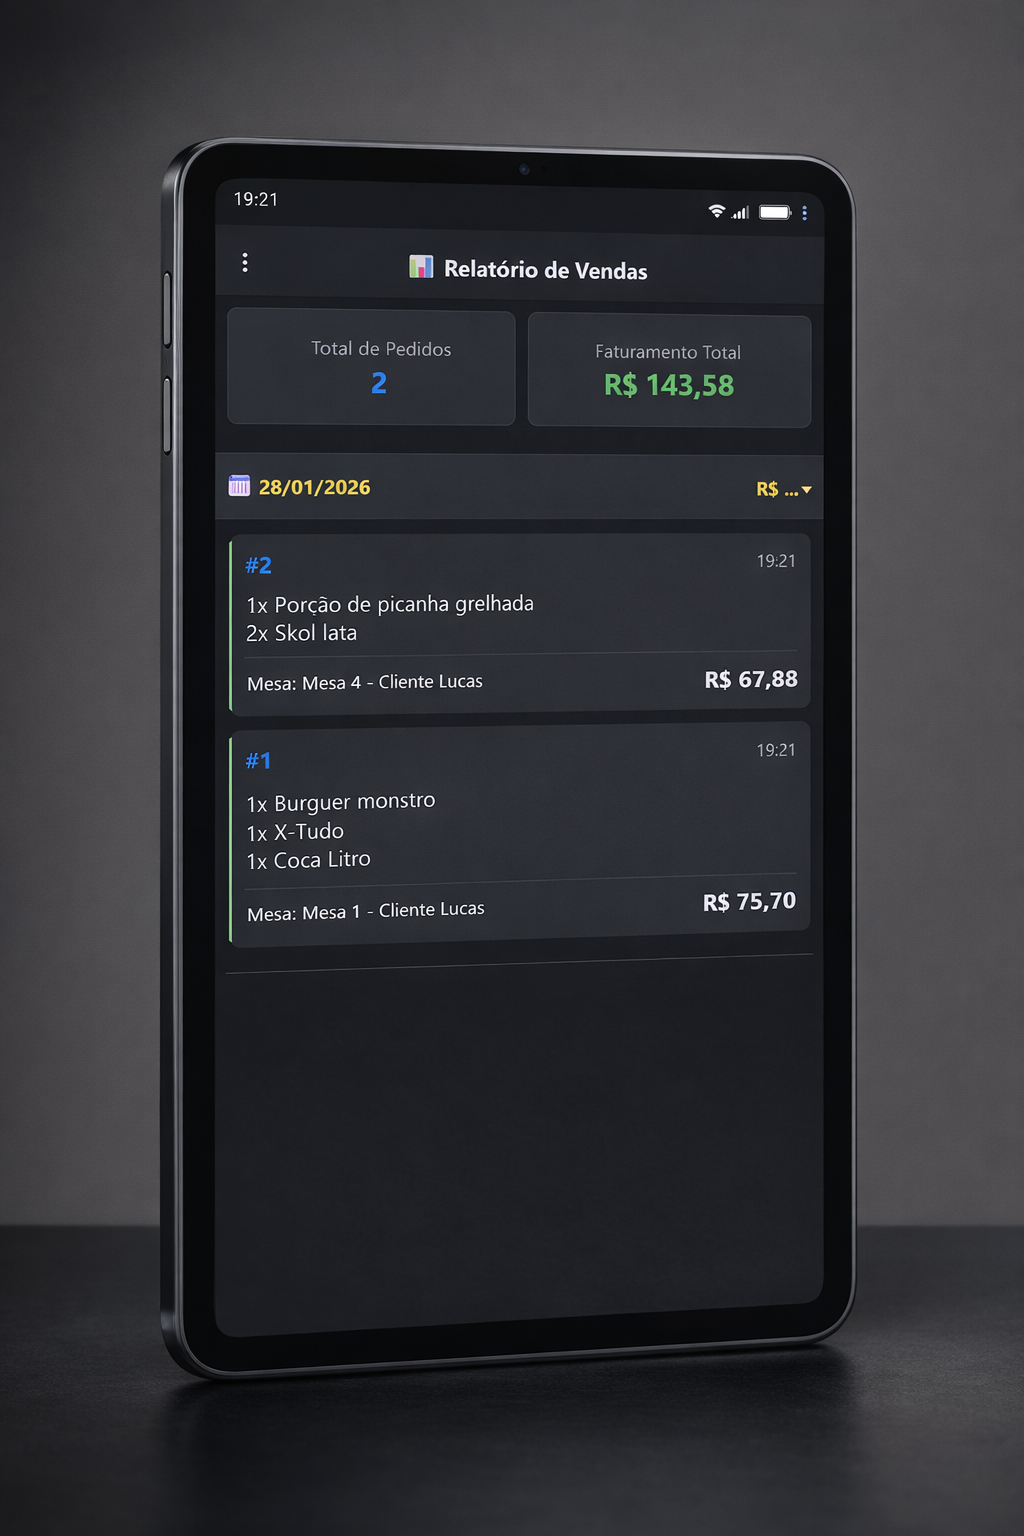 19:21
Relatório de Vendas
Total de Pedidos
2
Faturamento Total
R$ 143,58
28/01/2026
R$ ...
#2
19:21
1x Porção de picanha grelhada
2x Skol lata
Mesa: Mesa 4 - Cliente Lucas
R$ 67,88
#1
19:21
1x Burguer monstro
1x X-Tudo
1x Coca Litro
Mesa: Mesa 1 - Cliente Lucas
R$ 75,70